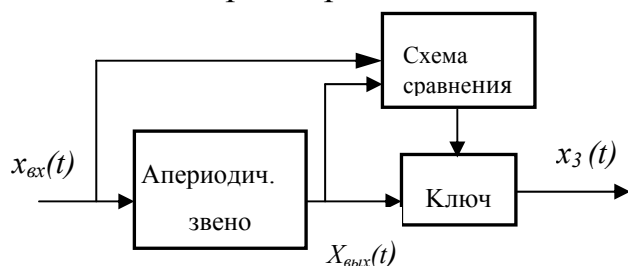 Схема
сравнения
xвх(t)
Апериодич.
звено
Ключ
x3 (t)
Xвых(t)